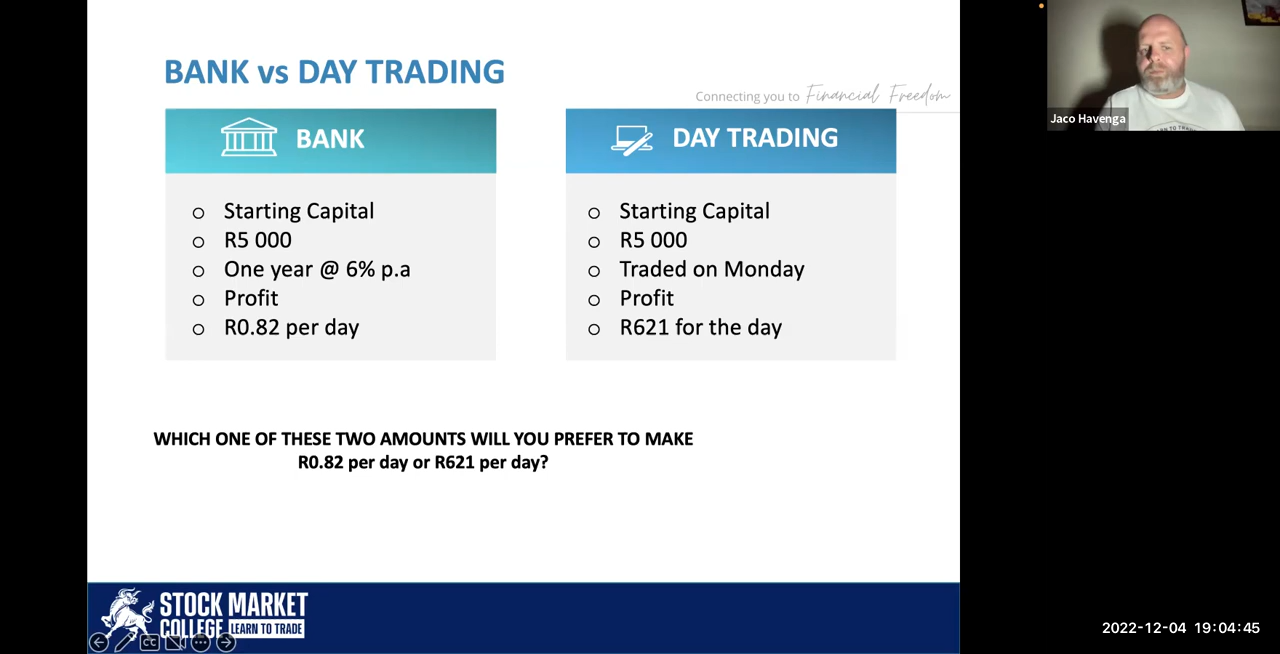 BANK vs DAY TRADING
Connecting you to Financial Freedom
BANK
Starting Capital
R5 000
One year @ 6% p.a
Profit
R0.82 per day
DAY TRADING
Starting Capital
R5 000
Traded on Monday
Profit
R621 for the day
WHICH ONE OF THESE TWO AMOUNTS WILL YOU PREFER TO MAKE
R0.82 per day or R621 per day?
STOCK MARKET
COLLEGE LEARN TO TRADE
CC
Jaco Havenga
2022-12-04 19:04:45